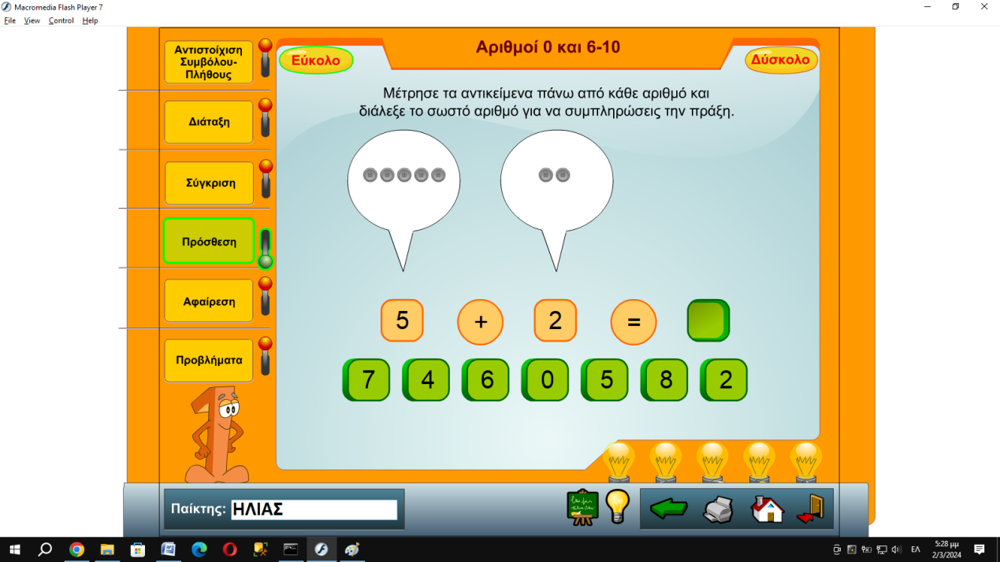 Macromedia Flash Player 7
File View Control Help
Αντιστοίχιση
Συμβόλου-
Πλήθους
Διάταξη
Σύγκριση
Πρόσθεση
Αφαίρεση
Προβλήματα
Εύκολο
Αριθμοί 0 και 6-10
Δύσκολο
Μέτρησε τα αντικείμενα πάνω από κάθε αριθμό και
διάλεξε το σωστό αριθμό για να συμπληρώσεις την πράξη.
5 + 2 =
7 4 6 0 5 8 2
Παίκτης: ΗΛΙΑΣ
ΕΛ
5:28 μμ
2/3/2024